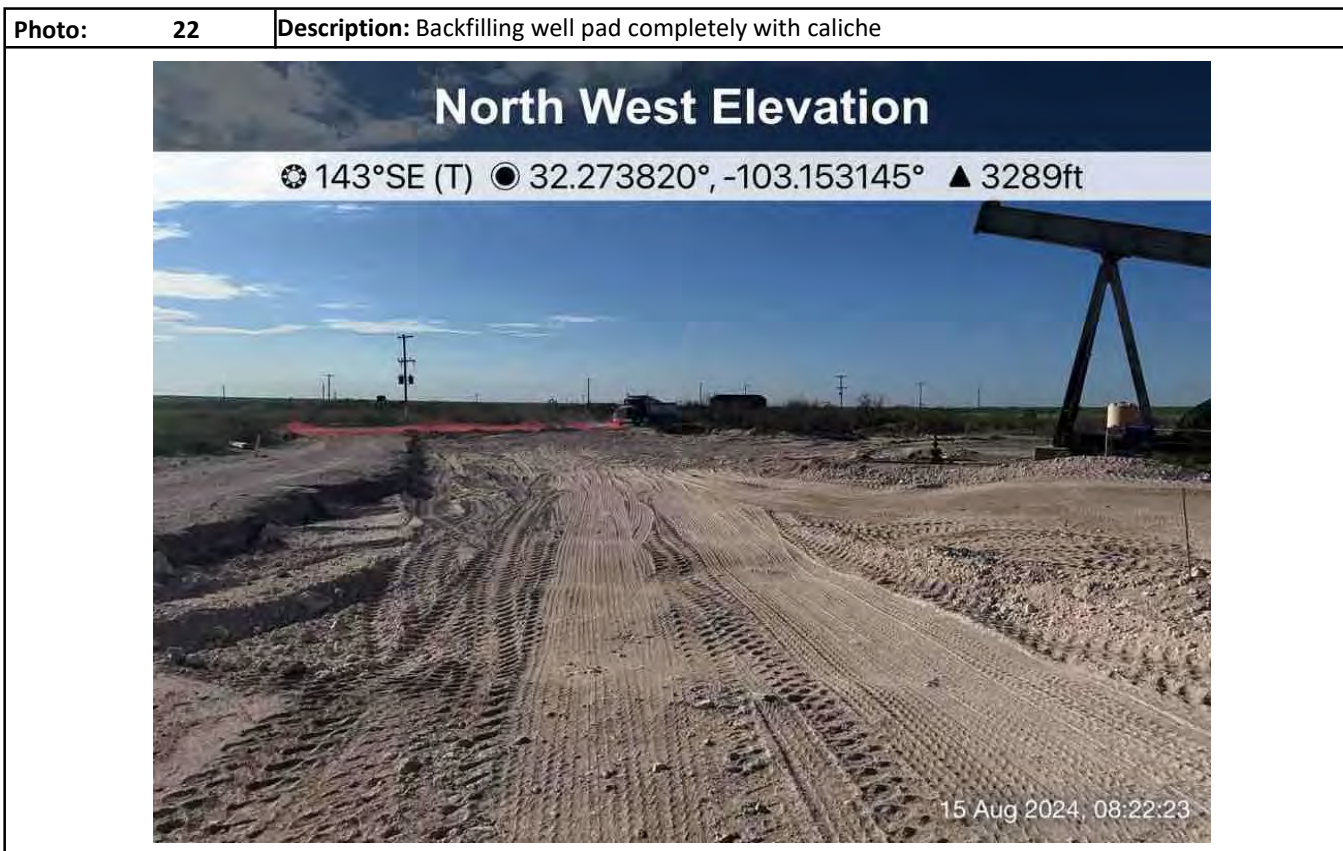 Photo: 22 Description: Backfilling well pad completely with caliche
North West Elevation
143°SE (T) 32.273820°, -103.153145° ▲ 3289ft
15 Aug 2024, 08:22:23